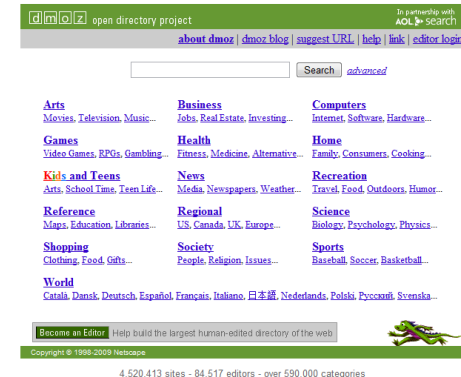 dmoz open directory project
In partnership with
AOL Search
about dmoz | dmoz blog | suggest URL | help | link | editor login
Search advanced
Arts Business Computers
Movies, Television, Music... Jobs, Real Estate, Investing... Internet, Software, Hardware...
Games Health Home
Video Games, RPGs, Gambling... Fitness, Medicine, Alternative... Family, Consumers, Cooking...
Kids and Teens News Recreation
Arts, School Time, Teen Life... Media, Newspapers, Weather... Travel, Food, Outdoors, Humor...
Reference Regional Science
Maps, Education, Libraries... US, Canada, UK, Europe... Biology, Psychology, Physics...
Shopping Society Sports
Clothing, Food, Gifts... People, Religion, Issues... Baseball, Soccer, Basketball...
World
Català, Dansk, Deutsch, Español, Français, Italiano, 日本語, Nederlands, Polski, Русский, Svenska...
Become an Editor Help build the largest human-edited directory of the web
Copyright © 1998-2009 Netscape
4,520,413 sites - 84,517 editors - over 590,000 categories